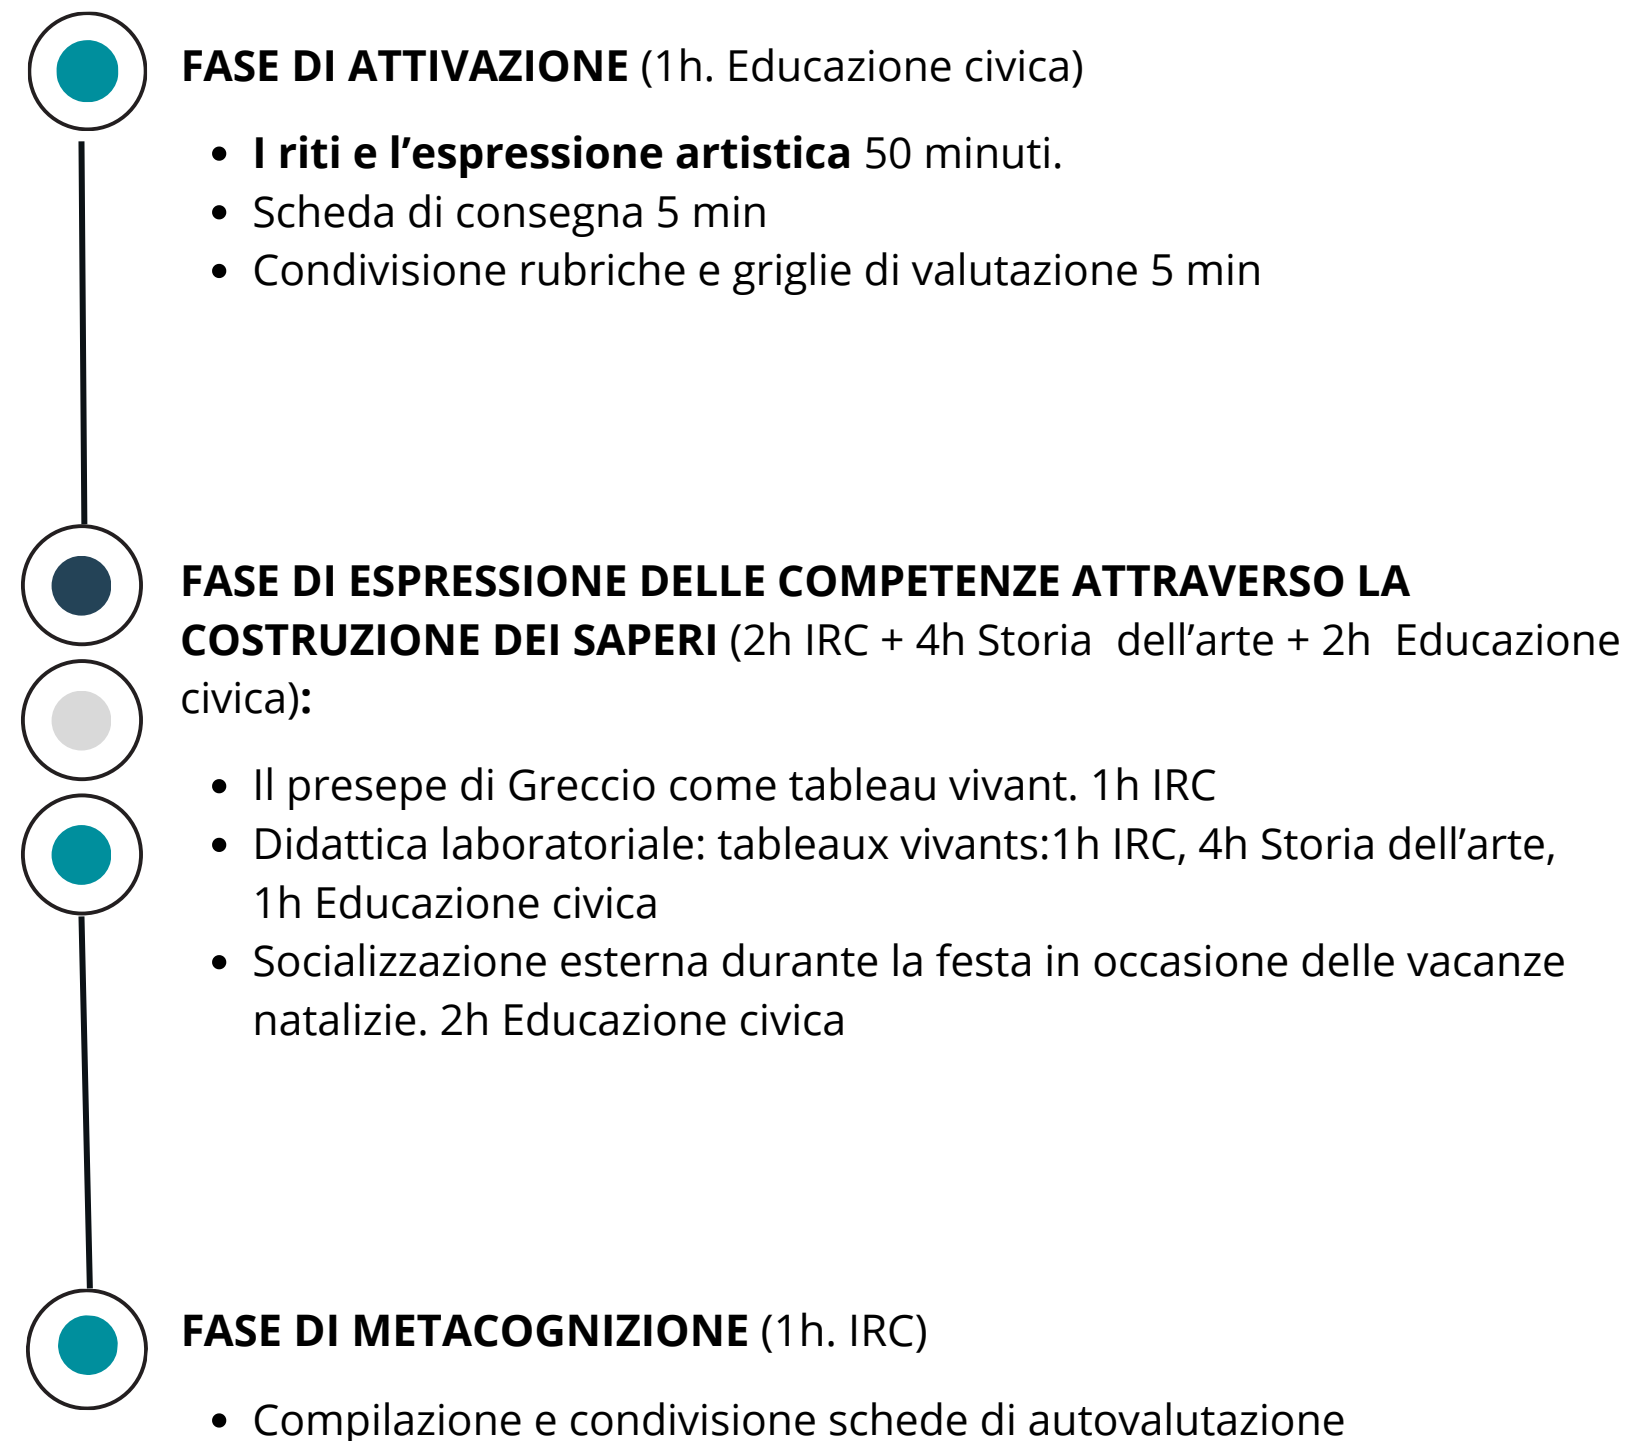 FASE DI ATTIVAZIONE (1h. Educazione civica)
• I riti e l’espressione artistica 50 minuti.
• Scheda di consegna 5 min
• Condivisione rubriche e griglie di valutazione 5 min
FASE DI ESPRESSIONE DELLE COMPETENZE ATTRAVERSO LA
COSTRUZIONE DEI SAPERI (2h IRC + 4h Storia dell’arte + 2h Educazione
civica):
• Il presepe di Greccio come tableau vivant. 1h IRC
• Didattica laboratoriale: tableaux vivants:1h IRC, 4h Storia dell’arte,
1h Educazione civica
• Socializzazione esterna durante la festa in occasione delle vacanze
natalizie. 2h Educazione civica
FASE DI METACOGNIZIONE (1h. IRC)
• Compilazione e condivisione schede di autovalutazione